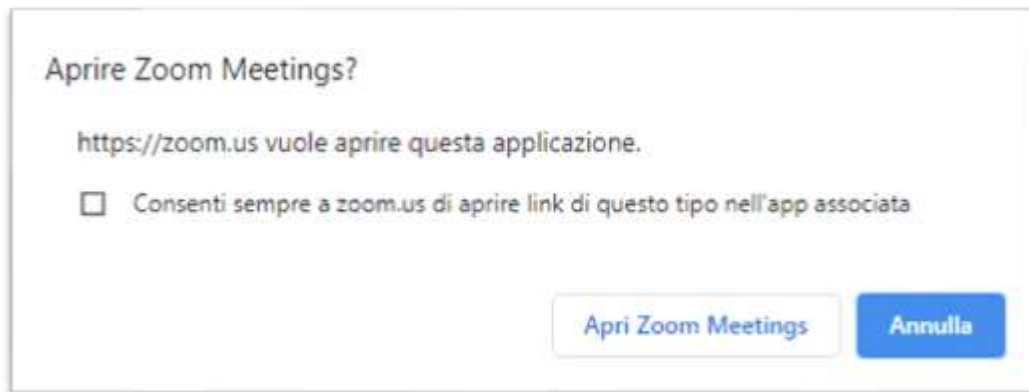 Aprire Zoom Meetings?
https://zoom.us vuole aprire questa applicazione.
Consenti sempre a zoom.us di aprire link di questo tipo nell'app associata
Apri Zoom Meetings Annulla